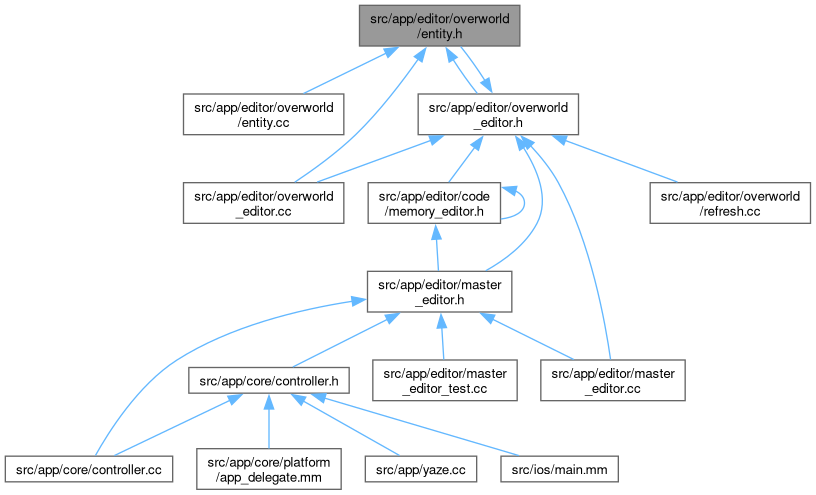 src/app/editor/overworld
/entity.h
src/app/editor/overworld
/entity.cc
src/app/editor/overworld
_editor.h
src/app/editor/overworld
_editor.cc
src/app/editor/code
/memory_editor.h
src/app/editor/overworld
/refresh.cc
src/app/editor/master
_editor.h
src/app/core/controller.h
src/app/editor/master
_editor_test.cc
src/app/editor/master
_editor.cc
src/app/core/controller.cc
src/app/core/platform
/app_delegate.mm
src/app/yaze.cc
src/ios/main.mm